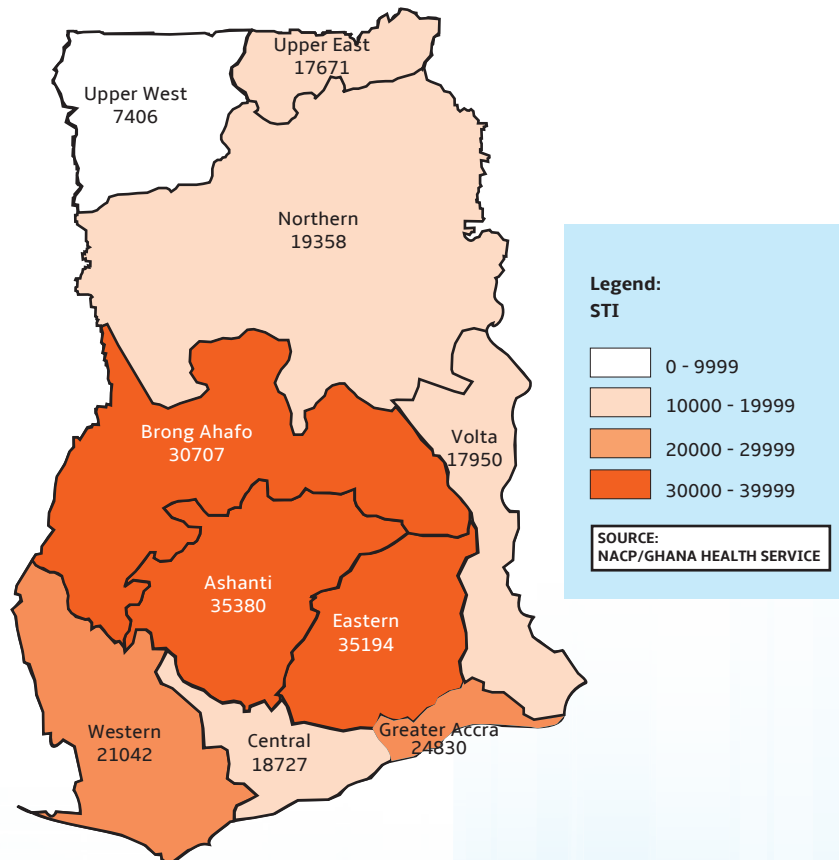 Upper East
17671
Upper West
7406
Northern
19358
Legend:
STI
0 - 9999
10000 - 19999
20000 - 29999
30000 - 39999
SOURCE:
NACP/GHANA HEALTH SERVICE
Brong Ahafo
30707
Volta
17950
Ashanti
35380
Eastern
35194
Western
21042
Central
18727
Greater Accra
24830